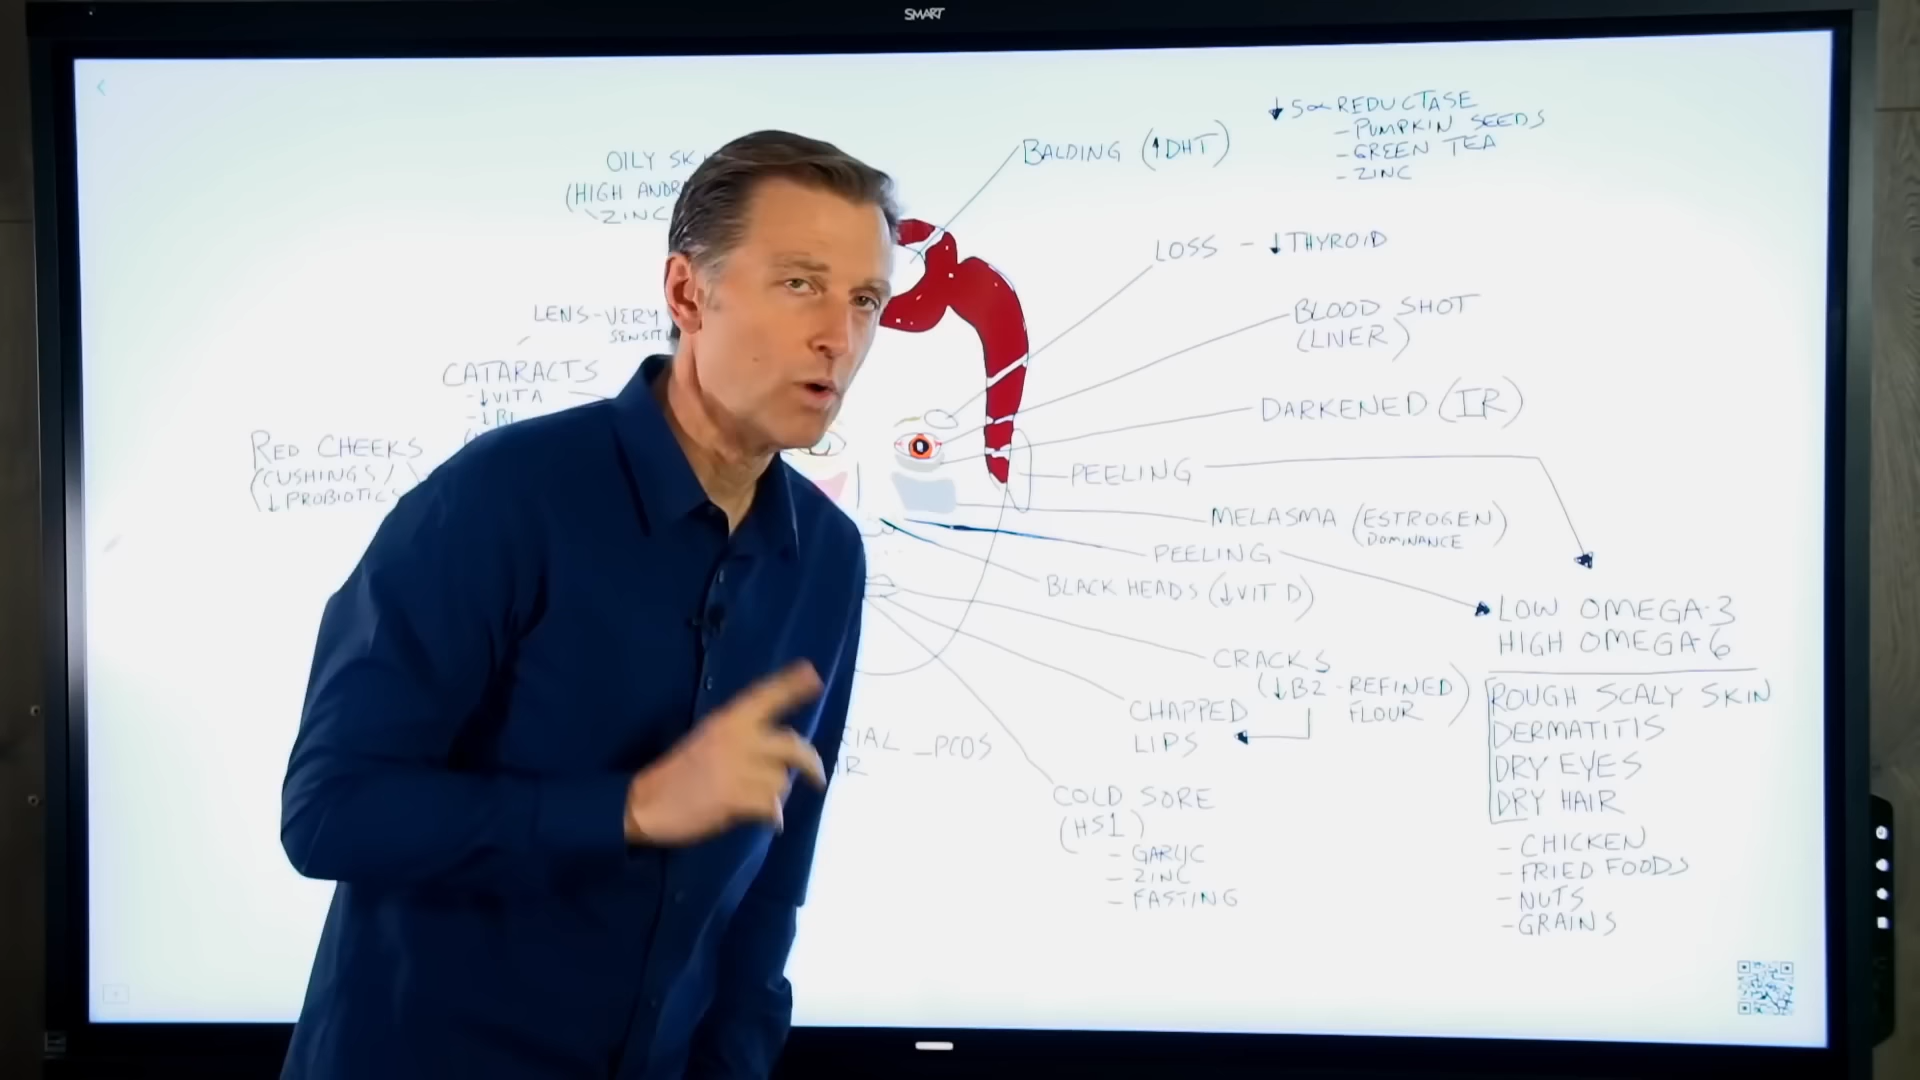 SMART
OILY SK
(HIGH ANDR
ZINC
LENS-VERY
CATARACTS
-↓VIT A
-↓B1
RED CHEEKS
(CUSHINGS/
↓PROBIOTICS
BALDING (↑DHT)
↓5α-REDUCTASE
-PUMPKIN SEEDS
-GREEN TEA
-ZINC
LOSS - ↓THYROID
BLOOD SHOT
(LIVER)
DARKENED (IR)
PEELING
MELASMA (ESTROGEN)
DOMINANCE
PEELING
BLACK HEADS (↓VIT D)
LOW OMEGA-3
HIGH OMEGA-6
CRACKS
(↓B2-REFINED
FLOUR)
CHAPPED
LIPS
CIAL -PCOS
IR
COLD SORE
(HS1)
- GARLIC
- ZINC
- FASTING
ROUGH SCALY SKIN
DERMATITIS
DRY EYES
DRY HAIR
- CHICKEN
- FRIED FOODS
- NUTS
- GRAINS